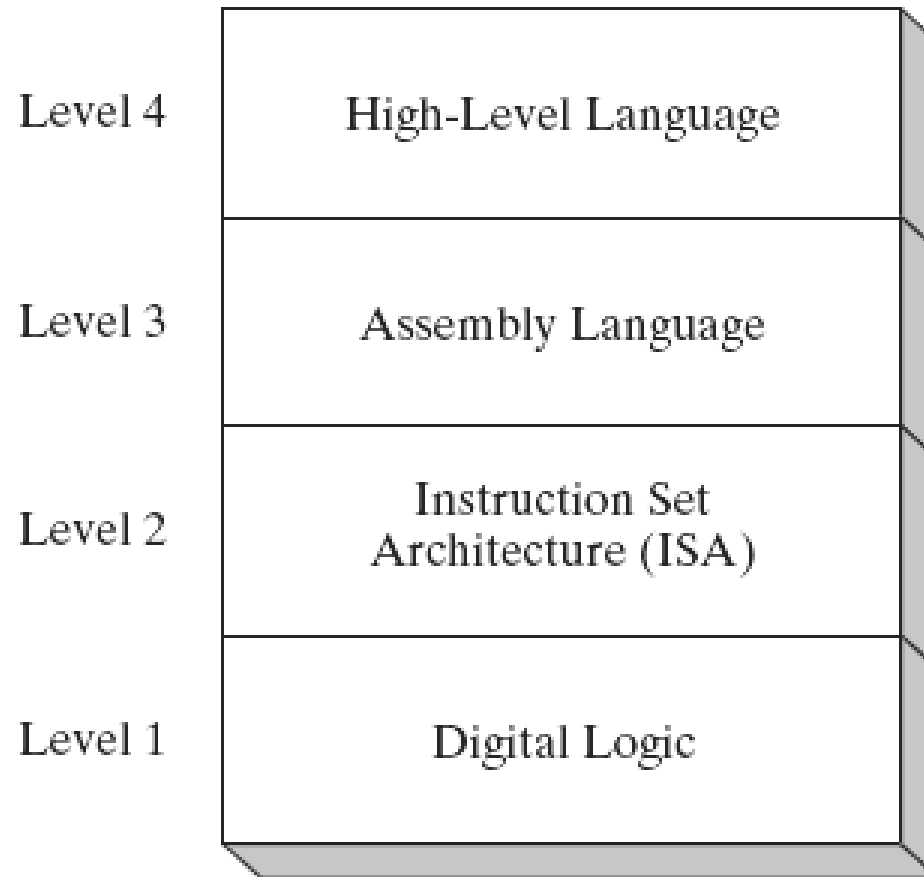 Level 4
High-Level Language
Level 3
Assembly Language
Level 2
Instruction Set
Architecture (ISA)
Level 1
Digital Logic